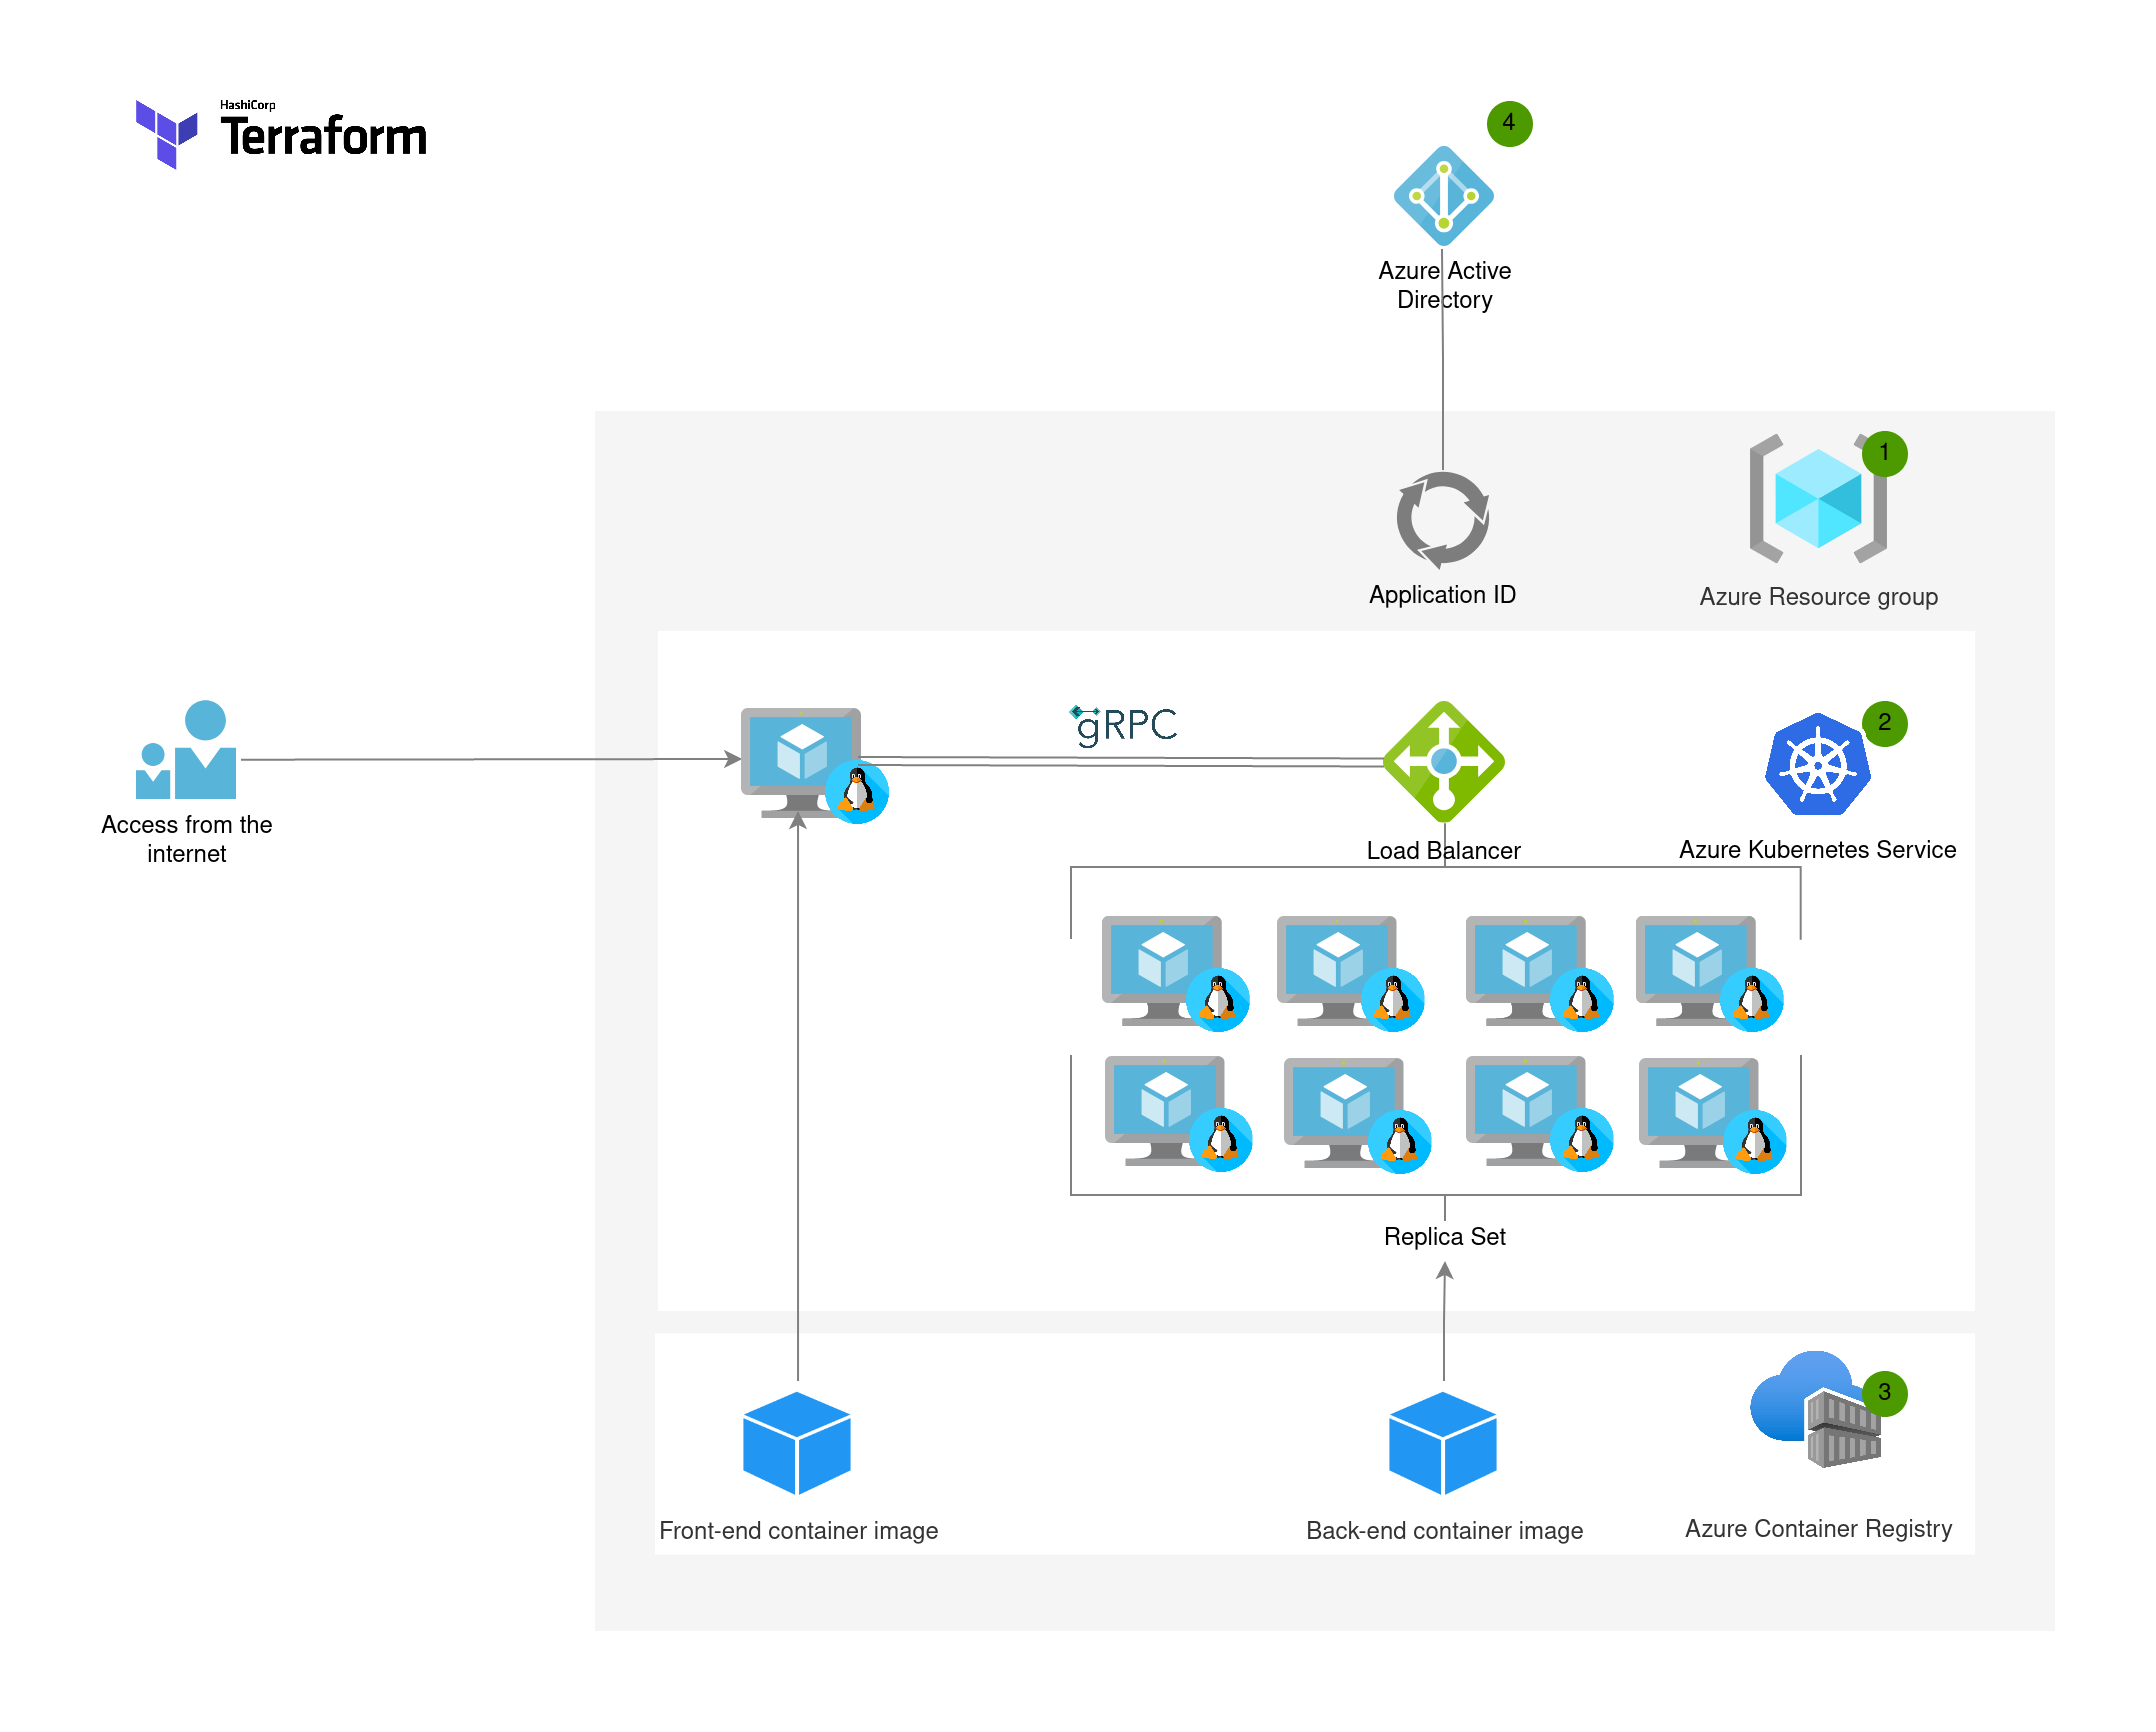 HashiCorp
Terraform
4
Azure Active
Directory
1
Application ID
Azure Resource group
gRPC
2
Access from the
internet
Load Balancer
Azure Kubernetes Service
Replica Set
3
Front-end container image
Back-end container image
Azure Container Registry